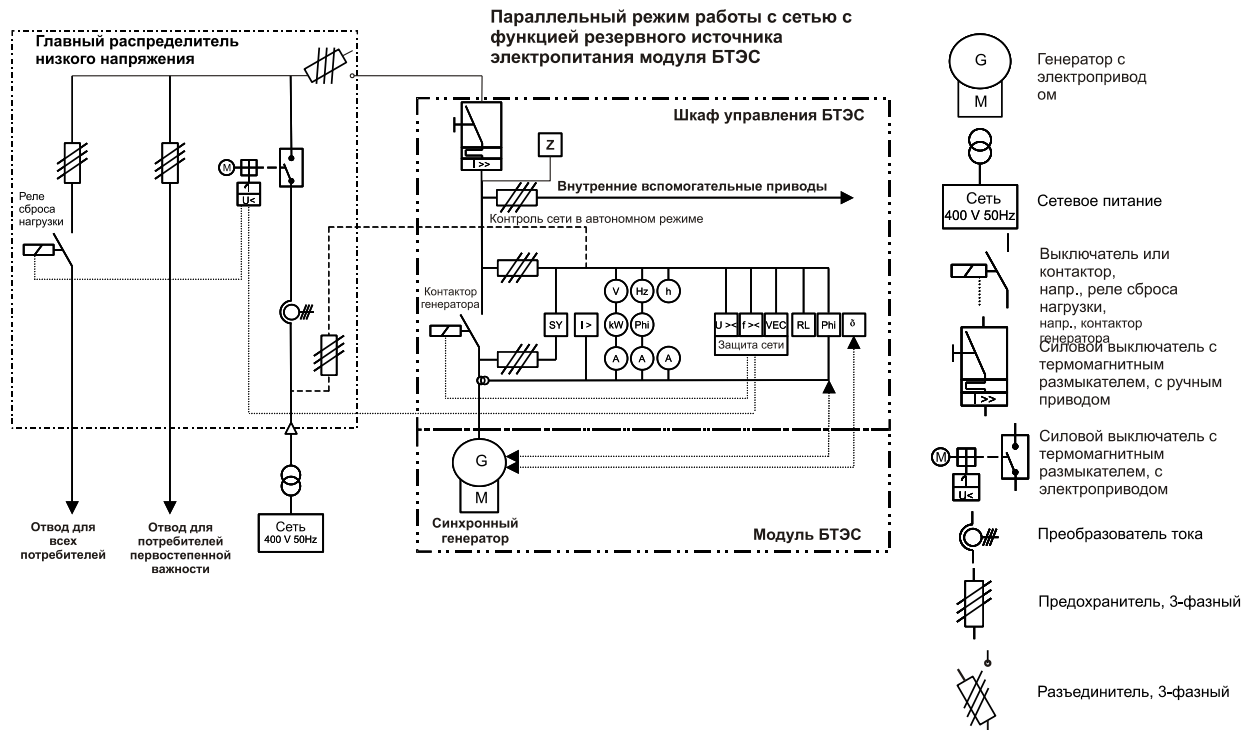 Параллельный режим работы с сетью с
функцией резервного источника
электропитания модуля БТЭС
Главный распределитель
низкого напряжения
Реле
сброса
нагрузки
M
U<
Отвод для
всех
потребителей
Отвод для
потребителей
первостепенной
важности
Сеть
400 V 50Hz
Шкаф управления БТЭС
I >>
Z
Внутренние вспомогательные приводы
Контроль сети в автономном режиме
Контактор
генератора
V
Hz
h
SY
I >
kW
Phi
U ><
f ><
VEC
RL
Phi
δ
Защита сети
A
A
A
G
M
Синхронный
генератор
Модуль БТЭС
G
M
Генератор с
электропривод
ом
Сеть
400 V 50Hz
Сетевое питание
Выключатель или
контактор,
напр., реле сброса
нагрузки,
напр., контактор
генератора
I >>
Силовой выключатель с
термомагнитным
размыкателем, с ручным
приводом
M
U<
Силовой выключатель с
термомагнитным
размыкателем, с
электроприводом
Преобразователь тока
Предохранитель, 3-фазный
Разъединитель, 3-фазный